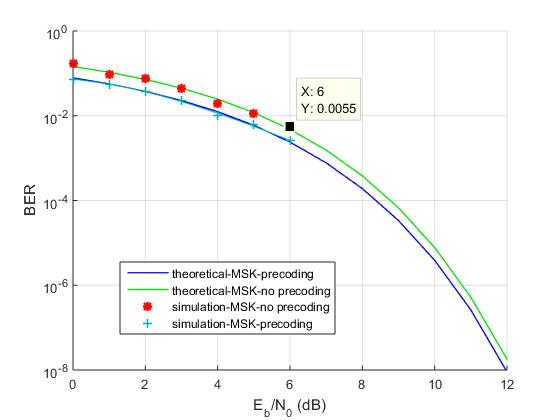 10^0
10^-2
10^-4
10^-6
10^-8
BER
X: 6
Y: 0.0055
theoretical-MSK-precoding
theoretical-MSK-no precoding
simulation-MSK-no precoding
simulation-MSK-precoding
0 2 4 6 8 10 12
E_b/N_0 (dB)